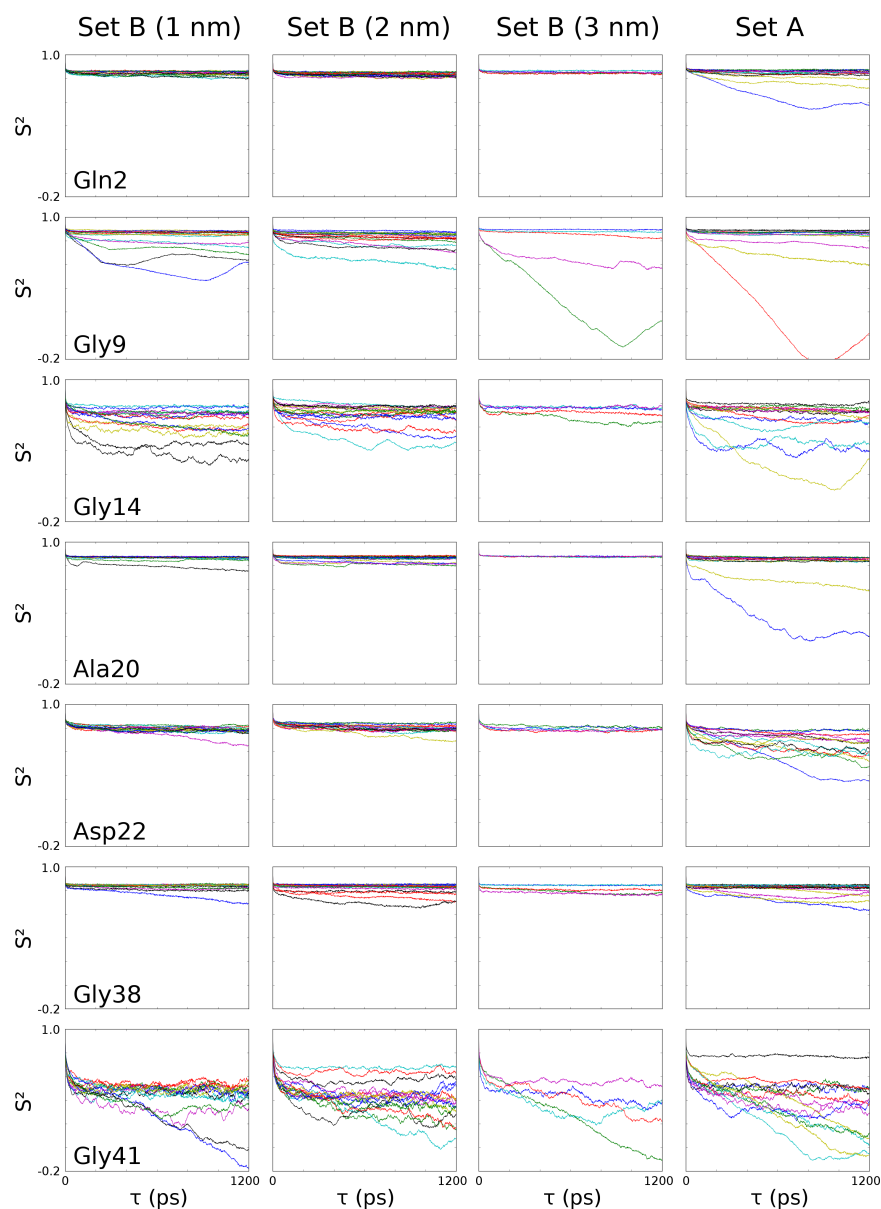 Set B (1 nm) Set B (2 nm) Set B (3 nm) Set A
1.0
S²
-0.2
Gln2
1.0
S²
-0.2
Gly9
1.0
S²
-0.2
Gly14
1.0
S²
-0.2
Ala20
1.0
S²
-0.2
Asp22
1.0
S²
-0.2
Gly38
1.0
S²
-0.2
Gly41
0 1200 0 1200 0 1200 0 1200
τ (ps) τ (ps) τ (ps) τ (ps)